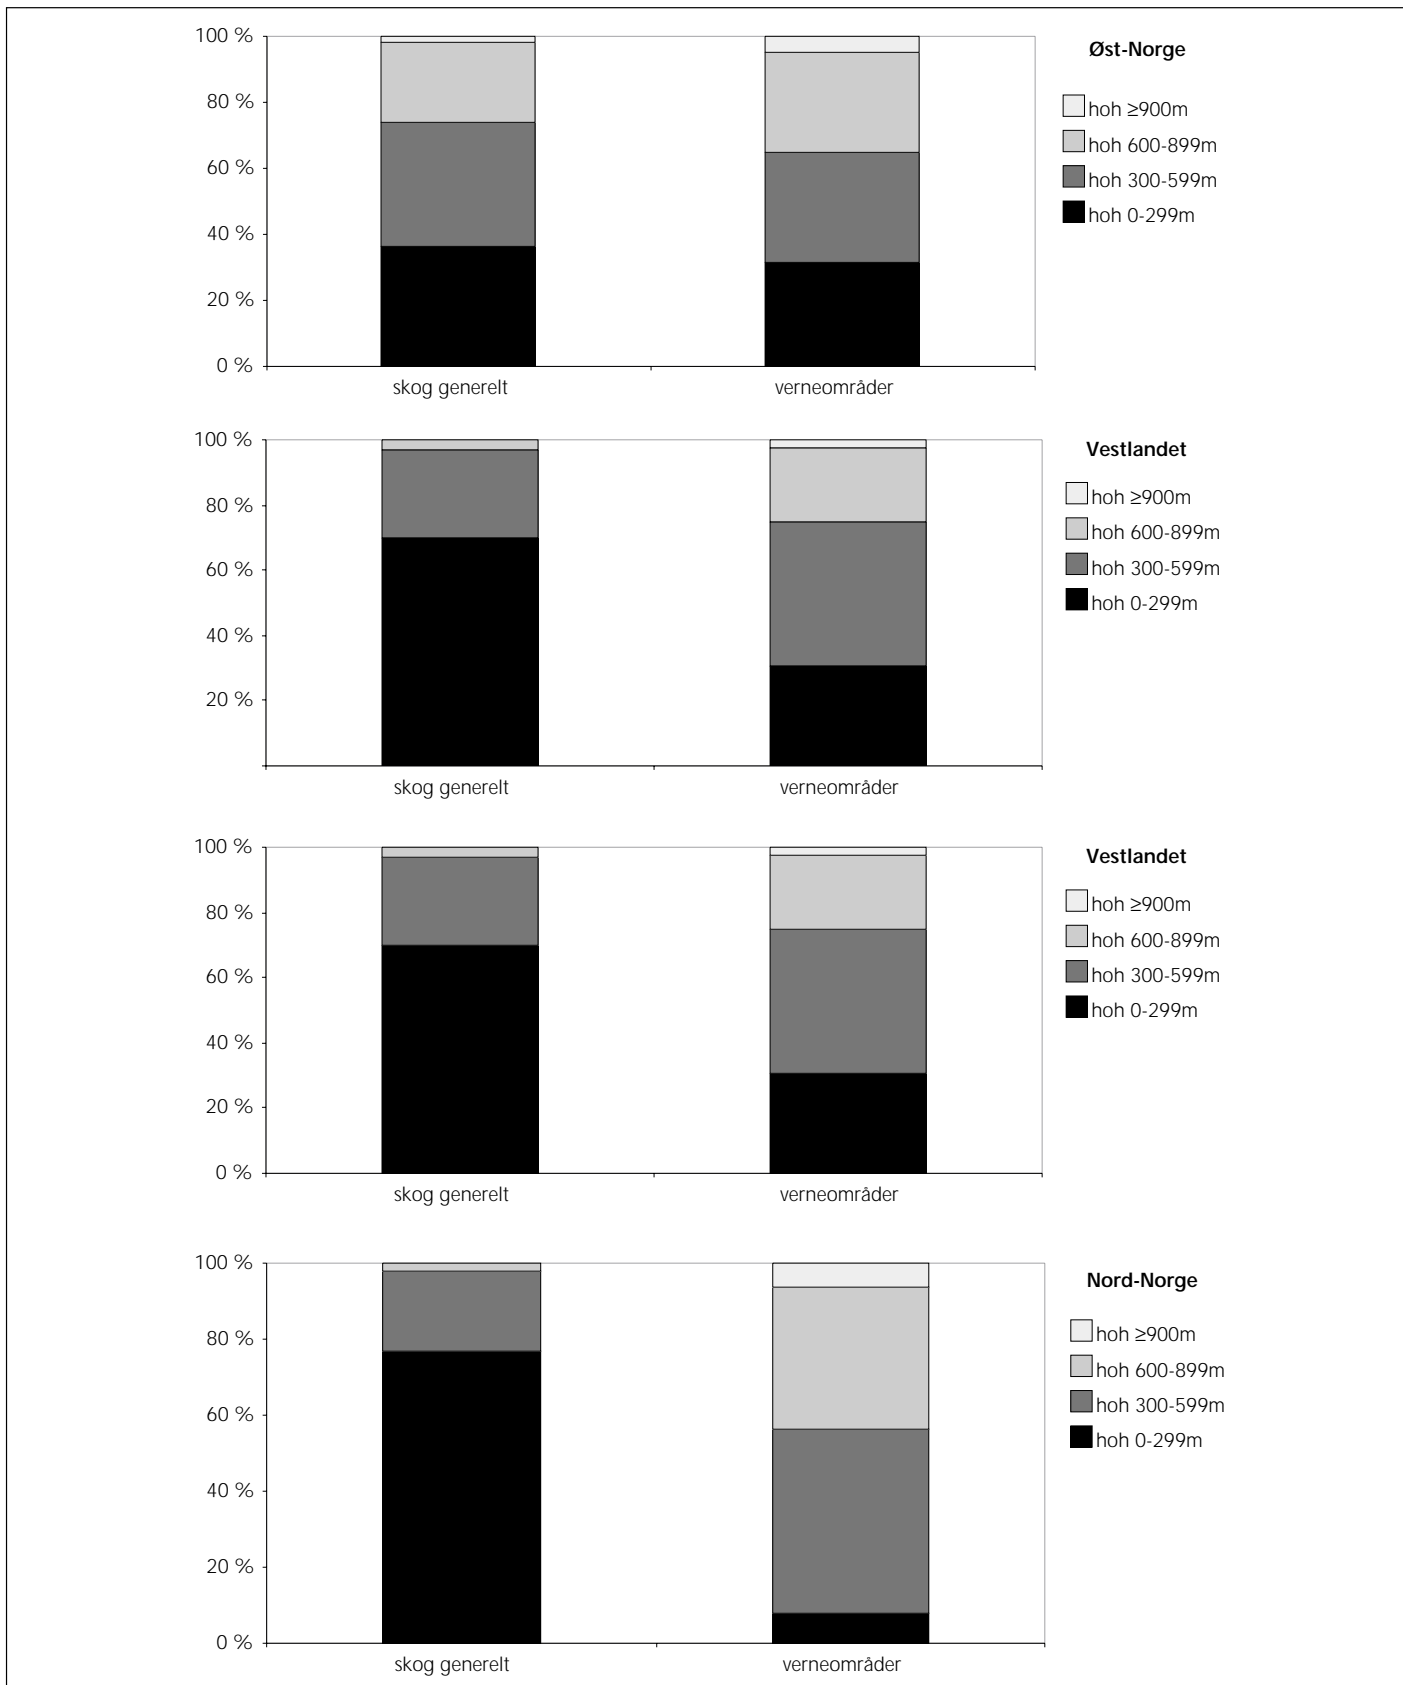 Øst-Norge
100 %
80 %
60 %
40 %
20 %
0 %
skog generelt
verneområder
hoh ≥900m
hoh 600-899m
hoh 300-599m
hoh 0-299m
Vestlandet
100 %
80 %
60 %
40 %
20 %
skog generelt
verneområder
hoh ≥900m
hoh 600-899m
hoh 300-599m
hoh 0-299m
Vestlandet
100 %
80 %
60 %
40 %
20 %
0 %
skog generelt
verneområder
hoh ≥900m
hoh 600-899m
hoh 300-599m
hoh 0-299m
Nord-Norge
100 %
80 %
60 %
40 %
20 %
0 %
skog generelt
verneområder
hoh ≥900m
hoh 600-899m
hoh 300-599m
hoh 0-299m